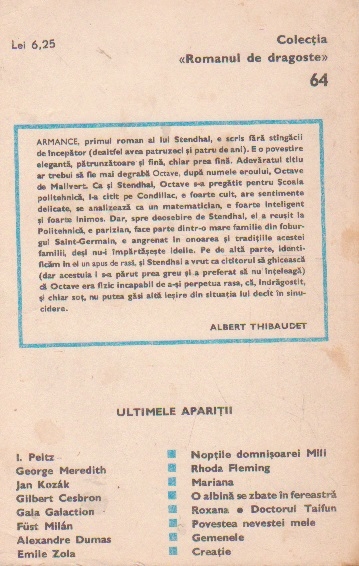 Lei 6,25
Colecția
«Romanul de dragoste»
64
ARMANCE, primul roman al lui Stendhal, e scris fără stîngăcii
de începător (dealtfel avea patruzeci și patru de ani). E o povestire
elegantă, pătrunzătoare și fină, chiar prea fină. Adevăratul titlu
ar trebui să fie mai degrabă Octave, după numele eroului, Octave
de Malivert. Ca și Stendhal, Octave s-a pregătit pentru Școala
politehnică, l-a citit pe Condillac, e foarte cult, are sentimente
delicate, se analizează ca un matematician, e foarte inteligent
și foarte inimos. Dar, spre deosebire de Stendhal, el a reușit la
Politehnică, e parizian, face parte dintr-o mare familie din foburgul
Saint-Germain, e angrenat în onoarea și tradițiile acestei
familii, deși nu-i împărtășește ideile. Pe de altă parte, identificăm
în el un apus de rasă, și Stendhal a vrut ca cititorul să ghicească
(dar acestuia i s-a părut prea greu și a preferat să nu înțeleagă)
că Octave era fizic incapabil de a-și perpetua rasa, că, îndrăgostit,
și chiar soț, nu putea găsi altă ieșire din situația lui decît în sinucidere.
ALBERT THIBAUDET
ULTIMELE APARIȚII
I. Peltz Nopțile domnișoarei Mili
George Meredith Rhoda Fleming
Jan Kozák Mariana
Gilbert Cesbron O albină se zbate în fereastră
Gala Galaction Roxana • Doctorul Taifun
Füst Milán Povestea nevestei mele
Alexandre Dumas Gemenele
Emile Zola Creație